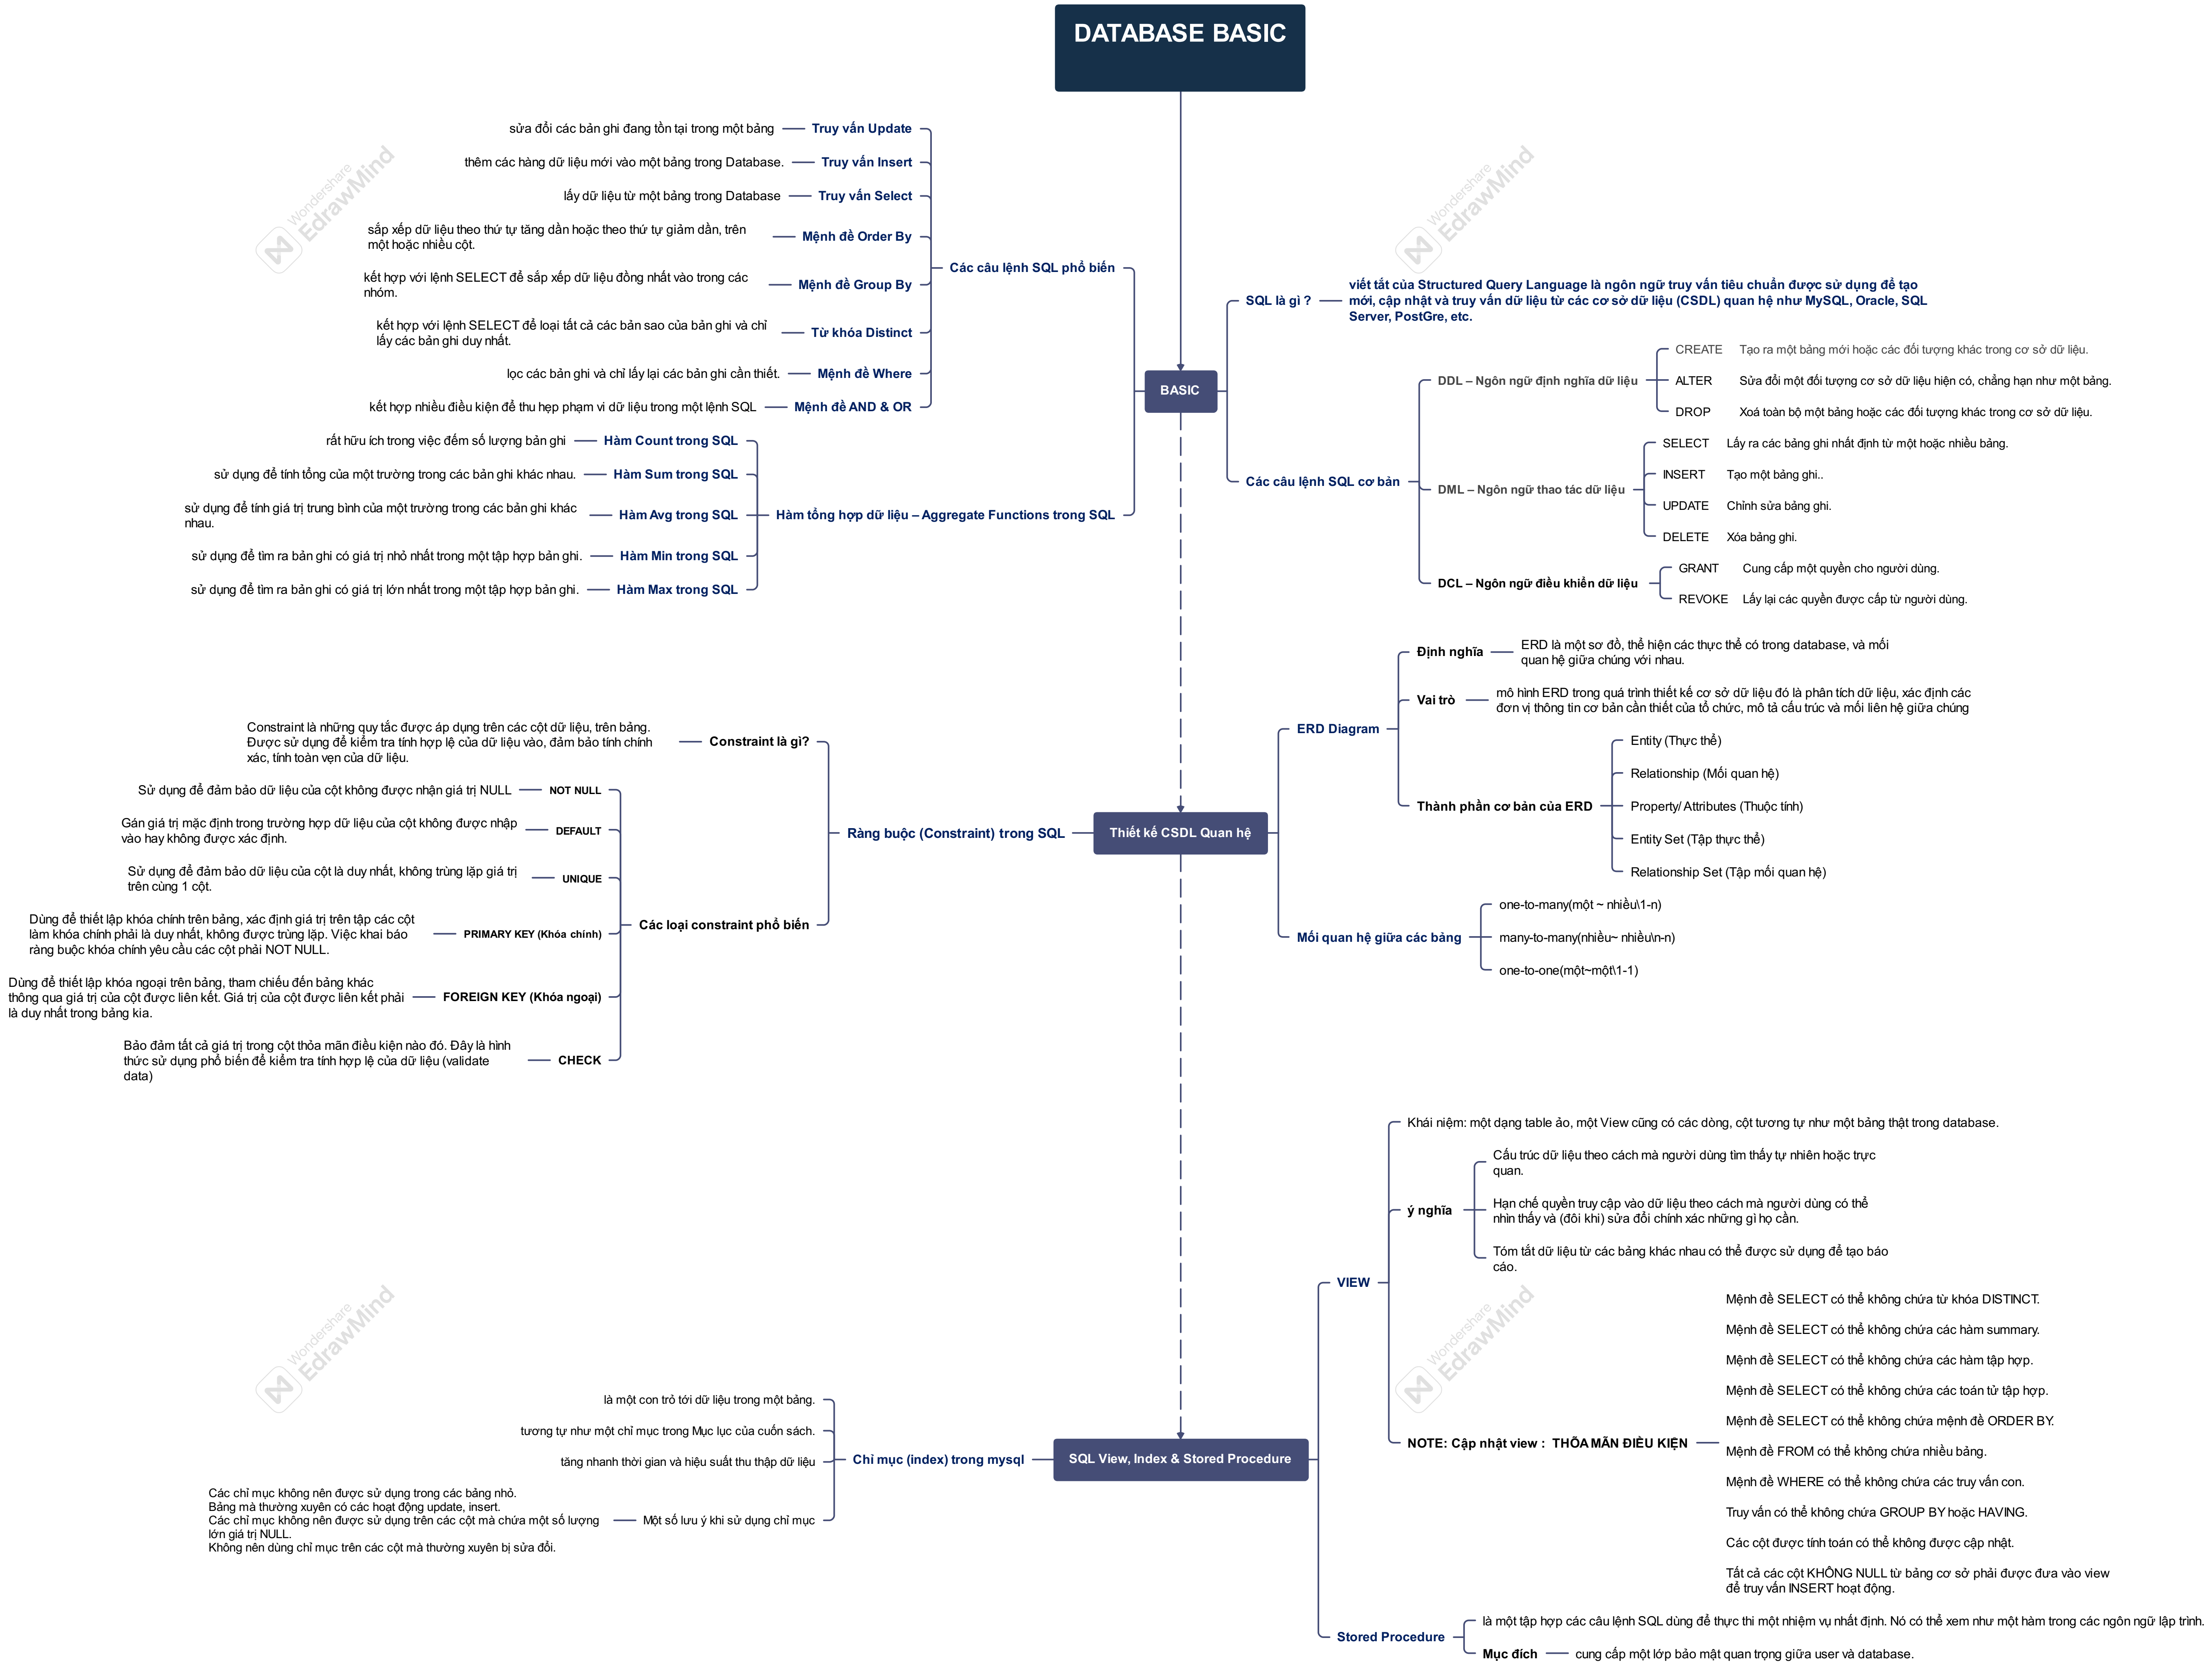 DATABASE BASIC
BASIC
Các câu lệnh SQL phổ biến
Truy vấn Update
sửa đổi các bản ghi đang tồn tại trong một bảng
Truy vấn Insert
thêm các hàng dữ liệu mới vào một bảng trong Database.
Truy vấn Select
lấy dữ liệu từ một bảng trong Database
Mệnh đề Order By
sắp xếp dữ liệu theo thứ tự tăng dần hoặc theo thứ tự giảm dần, trên
một hoặc nhiều cột.
Mệnh đề Group By
kết hợp với lệnh SELECT để sắp xếp dữ liệu đồng nhất vào trong các
nhóm.
Từ khóa Distinct
kết hợp với lệnh SELECT để loại tất cả các bản sao của bản ghi và chỉ
lấy các bản ghi duy nhất.
Mệnh đề Where
lọc các bản ghi và chỉ lấy lại các bản ghi cần thiết.
Mệnh đề AND & OR
kết hợp nhiều điều kiện để thu hẹp phạm vi dữ liệu trong một lệnh SQL
Hàm tổng hợp dữ liệu – Aggregate Functions trong SQL
Hàm Count trong SQL
rất hữu ích trong việc đếm số lượng bản ghi
Hàm Sum trong SQL
sử dụng để tính tổng của một trường trong các bản ghi khác nhau.
Hàm Avg trong SQL
sử dụng để tính giá trị trung bình của một trường trong các bản ghi khác
nhau.
Hàm Min trong SQL
sử dụng để tìm ra bản ghi có giá trị nhỏ nhất trong một tập hợp bản ghi.
Hàm Max trong SQL
sử dụng để tìm ra bản ghi có giá trị lớn nhất trong một tập hợp bản ghi.
SQL là gì ?
viết tắt của Structured Query Language là ngôn ngữ truy vấn tiêu chuẩn được sử dụng để tạo
mới, cập nhật và truy vấn dữ liệu từ các cơ sở dữ liệu (CSDL) quan hệ như MySQL, Oracle, SQL
Server, PostGre, etc.
Các câu lệnh SQL cơ bản
DDL – Ngôn ngữ định nghĩa dữ liệu
CREATE Tạo ra một bảng mới hoặc các đối tượng khác trong cơ sở dữ liệu.
ALTER Sửa đổi một đối tượng cơ sở dữ liệu hiện có, chẳng hạn như một bảng.
DROP Xoá toàn bộ một bảng hoặc các đối tượng khác trong cơ sở dữ liệu.
DML – Ngôn ngữ thao tác dữ liệu
SELECT Lấy ra các bảng ghi nhất định từ một hoặc nhiều bảng.
INSERT Tạo một bảng ghi..
UPDATE Chỉnh sửa bảng ghi.
DELETE Xóa bảng ghi.
DCL – Ngôn ngữ điều khiển dữ liệu
GRANT Cung cấp một quyền cho người dùng.
REVOKE Lấy lại các quyền được cấp từ người dùng.
Thiết kế CSDL Quan hệ
Ràng buộc (Constraint) trong SQL
Constraint là gì?
Constraint là những quy tắc được áp dụng trên các cột dữ liệu, trên bảng.
Được sử dụng để kiểm tra tính hợp lệ của dữ liệu vào, đảm bảo tính chính
xác, tính toàn vẹn của dữ liệu.
Các loại constraint phổ biến
NOT NULL
Sử dụng để đảm bảo dữ liệu của cột không được nhận giá trị NULL
DEFAULT
Gán giá trị mặc định trong trường hợp dữ liệu của cột không được nhập
vào hay không được xác định.
UNIQUE
Sử dụng để đảm bảo dữ liệu của cột là duy nhất, không trùng lặp giá trị
trên cùng 1 cột.
PRIMARY KEY (Khóa chính)
Dùng để thiết lập khóa chính trên bảng, xác định giá trị trên tập các cột
làm khóa chính phải là duy nhất, không được trùng lặp. Việc khai báo
ràng buộc khóa chính yêu cầu các cột phải NOT NULL.
FOREIGN KEY (Khóa ngoại)
Dùng để thiết lập khóa ngoại trên bảng, tham chiếu đến bảng khác
thông qua giá trị của cột được liên kết. Giá trị của cột được liên kết phải
là duy nhất trong bảng kia.
CHECK
Bảo đảm tất cả giá trị trong cột thỏa mãn điều kiện nào đó. Đây là hình
thức sử dụng phổ biến để kiểm tra tính hợp lệ của dữ liệu (validate
data)
ERD Diagram
Định nghĩa
ERD là một sơ đồ, thể hiện các thực thể có trong database, và mối
quan hệ giữa chúng với nhau.
Vai trò
mô hình ERD trong quá trình thiết kế cơ sở dữ liệu đó là phân tích dữ liệu, xác định các
đơn vị thông tin cơ bản cần thiết của tổ chức, mô tả cấu trúc và mối liên hệ giữa chúng
Thành phần cơ bản của ERD
Entity (Thực thể)
Relationship (Mối quan hệ)
Property/ Attributes (Thuộc tính)
Entity Set (Tập thực thể)
Relationship Set (Tập mối quan hệ)
Mối quan hệ giữa các bảng
one-to-many(một ~ nhiều\1-n)
many-to-many(nhiều~ nhiều\n-n)
one-to-one(một~một\1-1)
SQL View, Index & Stored Procedure
Chỉ mục (index) trong mysql
là một con trỏ tới dữ liệu trong một bảng.
tương tự như một chỉ mục trong Mục lục của cuốn sách.
tăng nhanh thời gian và hiệu suất thu thập dữ liệu
Một số lưu ý khi sử dụng chỉ mục
Các chỉ mục không nên được sử dụng trong các bảng nhỏ.
Bảng mà thường xuyên có các hoạt động update, insert.
Các chỉ mục không nên được sử dụng trên các cột mà chứa một số lượng
lớn giá trị NULL.
Không nên dùng chỉ mục trên các cột mà thường xuyên bị sửa đổi.
VIEW
Khái niệm: một dạng table ảo, một View cũng có các dòng, cột tương tự như một bảng thật trong database.
ý nghĩa
Cấu trúc dữ liệu theo cách mà người dùng tìm thấy tự nhiên hoặc trực
quan.
Hạn chế quyền truy cập vào dữ liệu theo cách mà người dùng có thể
nhìn thấy và (đôi khi) sửa đổi chính xác những gì họ cần.
Tóm tắt dữ liệu từ các bảng khác nhau có thể được sử dụng để tạo báo
cáo.
NOTE: Cập nhật view : THÕA MÃN ĐIỀU KIỆN
Mệnh đề SELECT có thể không chứa từ khóa DISTINCT.
Mệnh đề SELECT có thể không chứa các hàm summary.
Mệnh đề SELECT có thể không chứa các hàm tập hợp.
Mệnh đề SELECT có thể không chứa các toán tử tập hợp.
Mệnh đề SELECT có thể không chứa mệnh đề ORDER BY.
Mệnh đề FROM có thể không chứa nhiều bảng.
Mệnh đề WHERE có thể không chứa các truy vấn con.
Truy vấn có thể không chứa GROUP BY hoặc HAVING.
Các cột được tính toán có thể không được cập nhật.
Tất cả các cột KHÔNG NULL từ bảng cơ sở phải được đưa vào view
để truy vấn INSERT hoạt động.
Stored Procedure
là một tập hợp các câu lệnh SQL dùng để thực thi một nhiệm vụ nhất định. Nó có thể xem như một hàm trong các ngôn ngữ lập trình.
Mục đích
cung cấp một lớp bảo mật quan trọng giữa user và database.
Wondershare
EdrawMind
Wondershare
EdrawMind
Wondershare
EdrawMind
Wondershare
EdrawMind